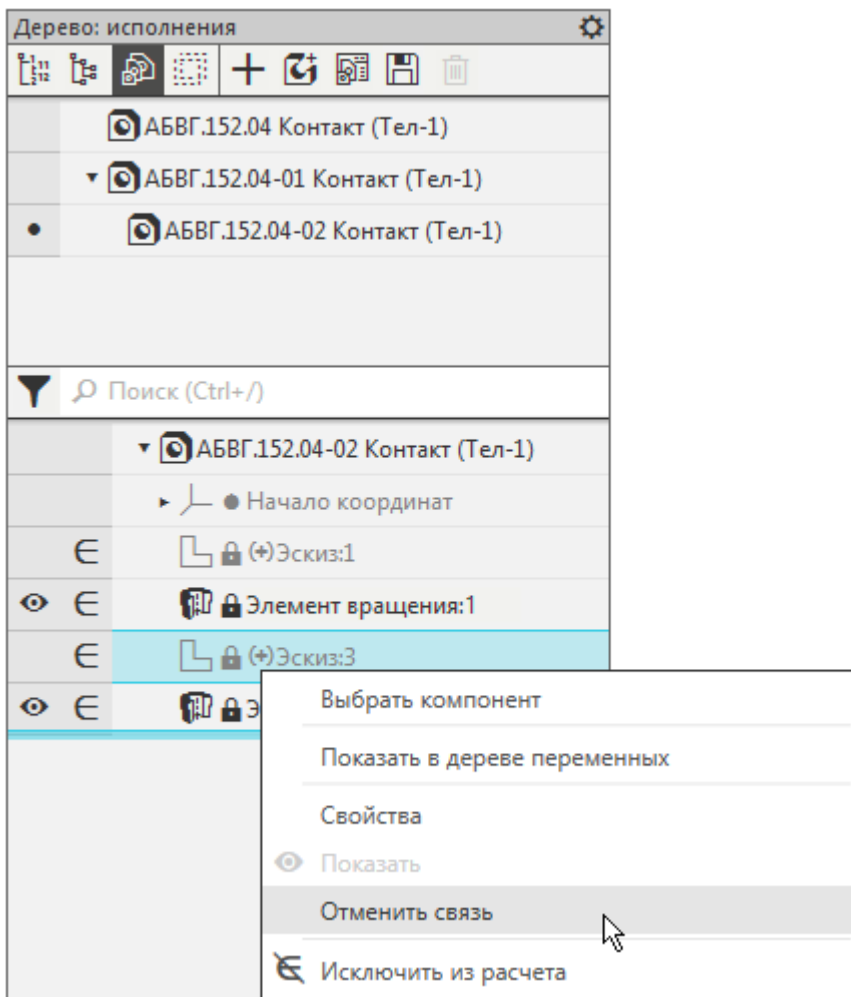 Дерево: исполнения
АБВГ.152.04 Контакт (Тел-1)
АБВГ.152.04-01 Контакт (Тел-1)
АБВГ.152.04-02 Контакт (Тел-1)
Поиск (Ctrl+/)
АБВГ.152.04-02 Контакт (Тел-1)
Начало координат
(+)Эскиз:1
Элемент вращения:1
(+)Эскиз:3
Э
Выбрать компонент
Показать в дереве переменных
Свойства
Показать
Отменить связь
Исключить из расчета